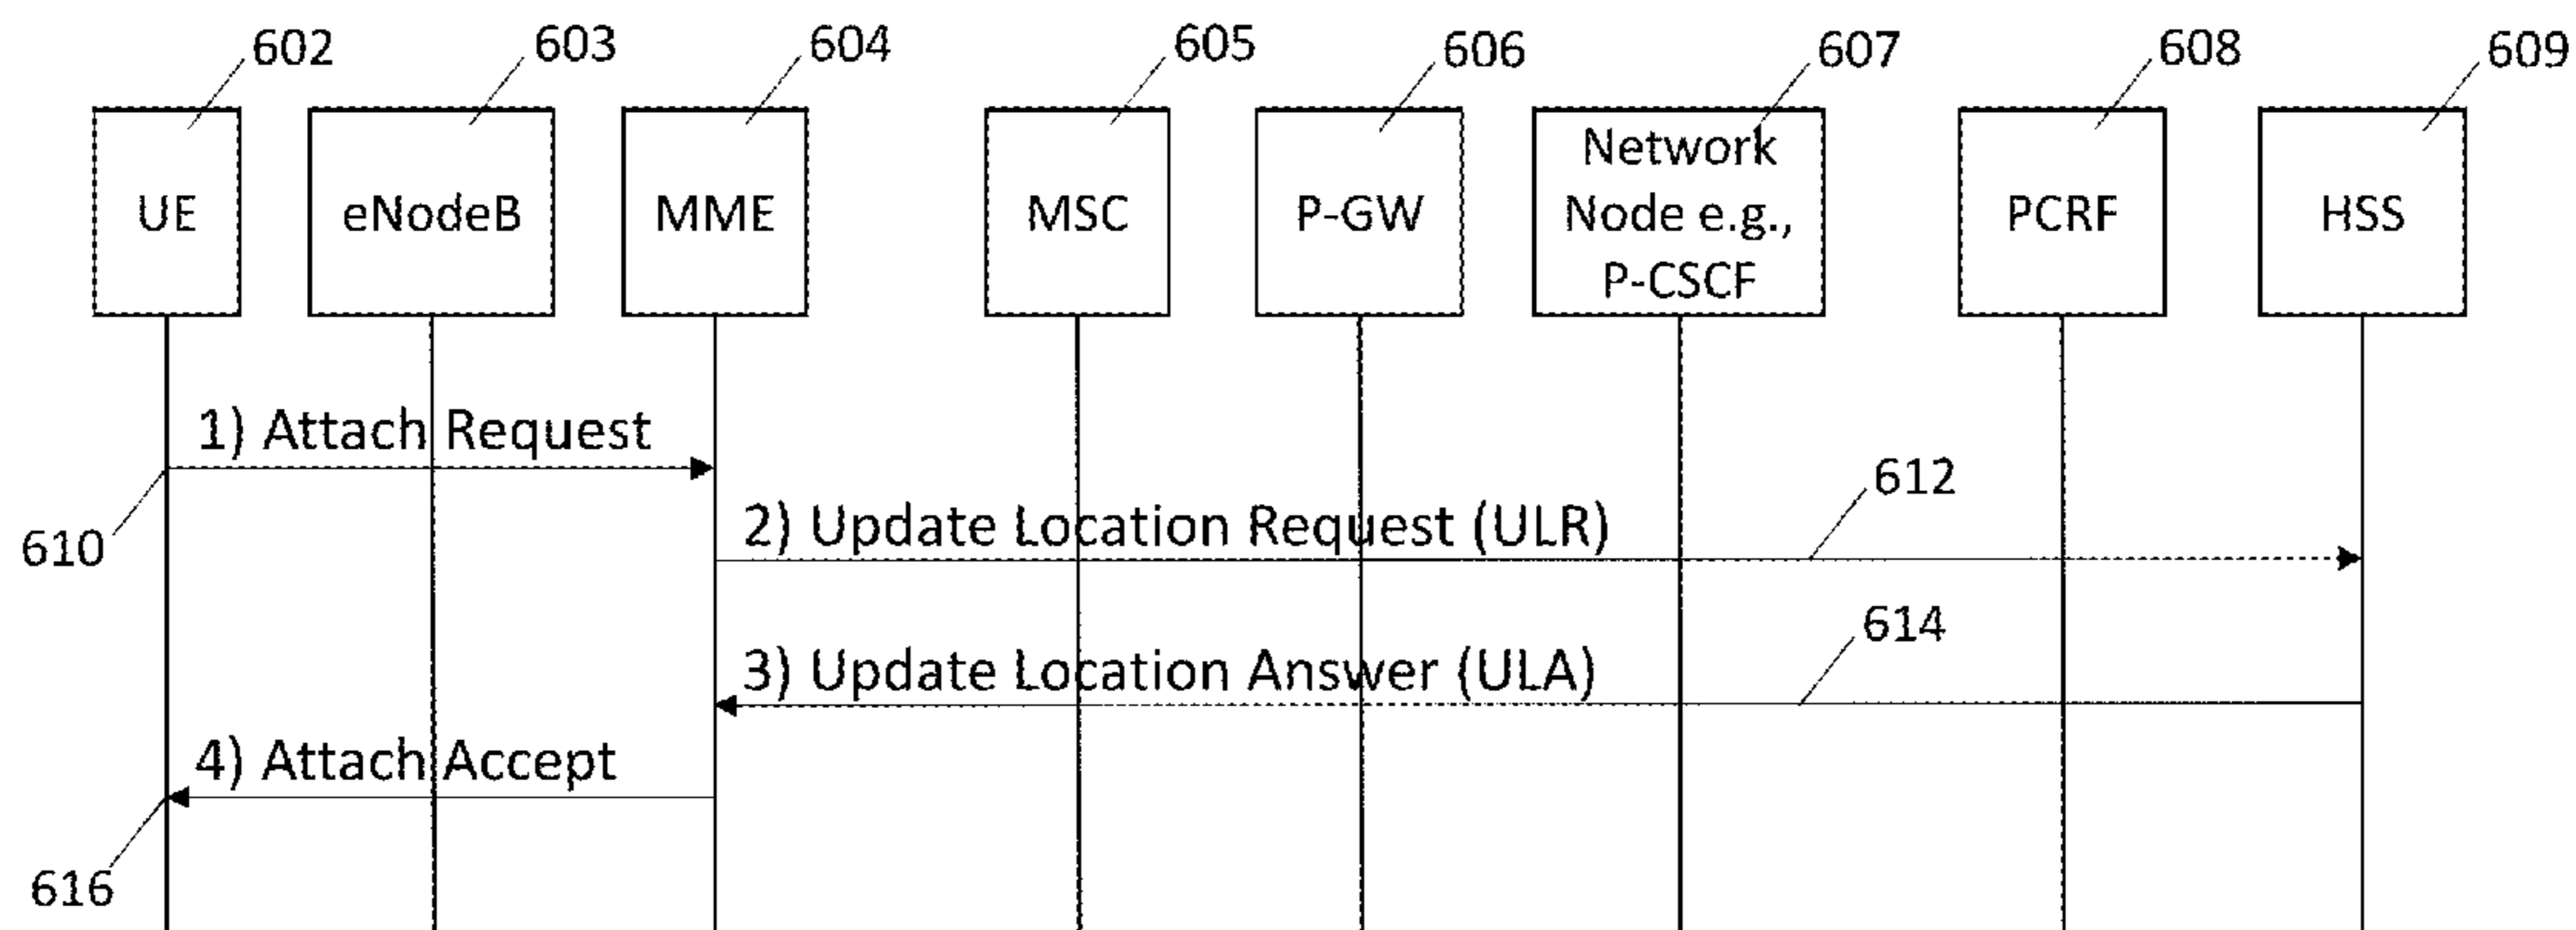 602
603
604
605
606
607
608
609
UE
eNodeB
MME
MSC
P-GW
Network
Node e.g.,
P-CSCF
PCRF
HSS
1) Attach Request
610
2) Update Location Request (ULR)
612
3) Update Location Answer (ULA)
614
4) Attach Accept
616